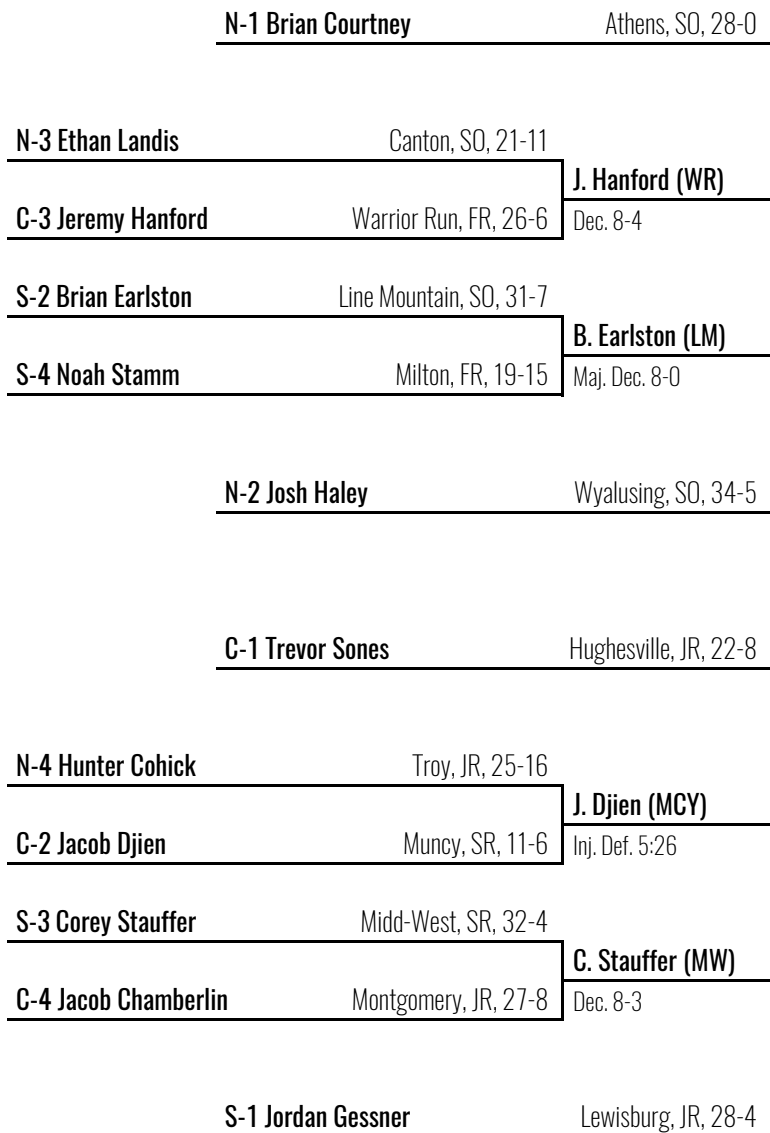 N-1 Brian Courtney Athens, SO, 28-0
N-3 Ethan Landis Canton, SO, 21-11
J. Hanford (WR)
C-3 Jeremy Hanford Warrior Run, FR, 26-6 Dec. 8-4
S-2 Brian Earlston Line Mountain, SO, 31-7
B. Earlston (LM)
S-4 Noah Stamm Milton, FR, 19-15 Maj. Dec. 8-0
N-2 Josh Haley Wyalusing, SO, 34-5
C-1 Trevor Sones Hughesville, JR, 22-8
N-4 Hunter Cohick Troy, JR, 25-16
J. Djien (MCY)
C-2 Jacob Djien Muncy, SR, 11-6 Inj. Def. 5:26
S-3 Corey Stauffer Midd-West, SR, 32-4
C. Stauffer (MW)
C-4 Jacob Chamberlin Montgomery, JR, 27-8 Dec. 8-3
S-1 Jordan Gessner Lewisburg, JR, 28-4